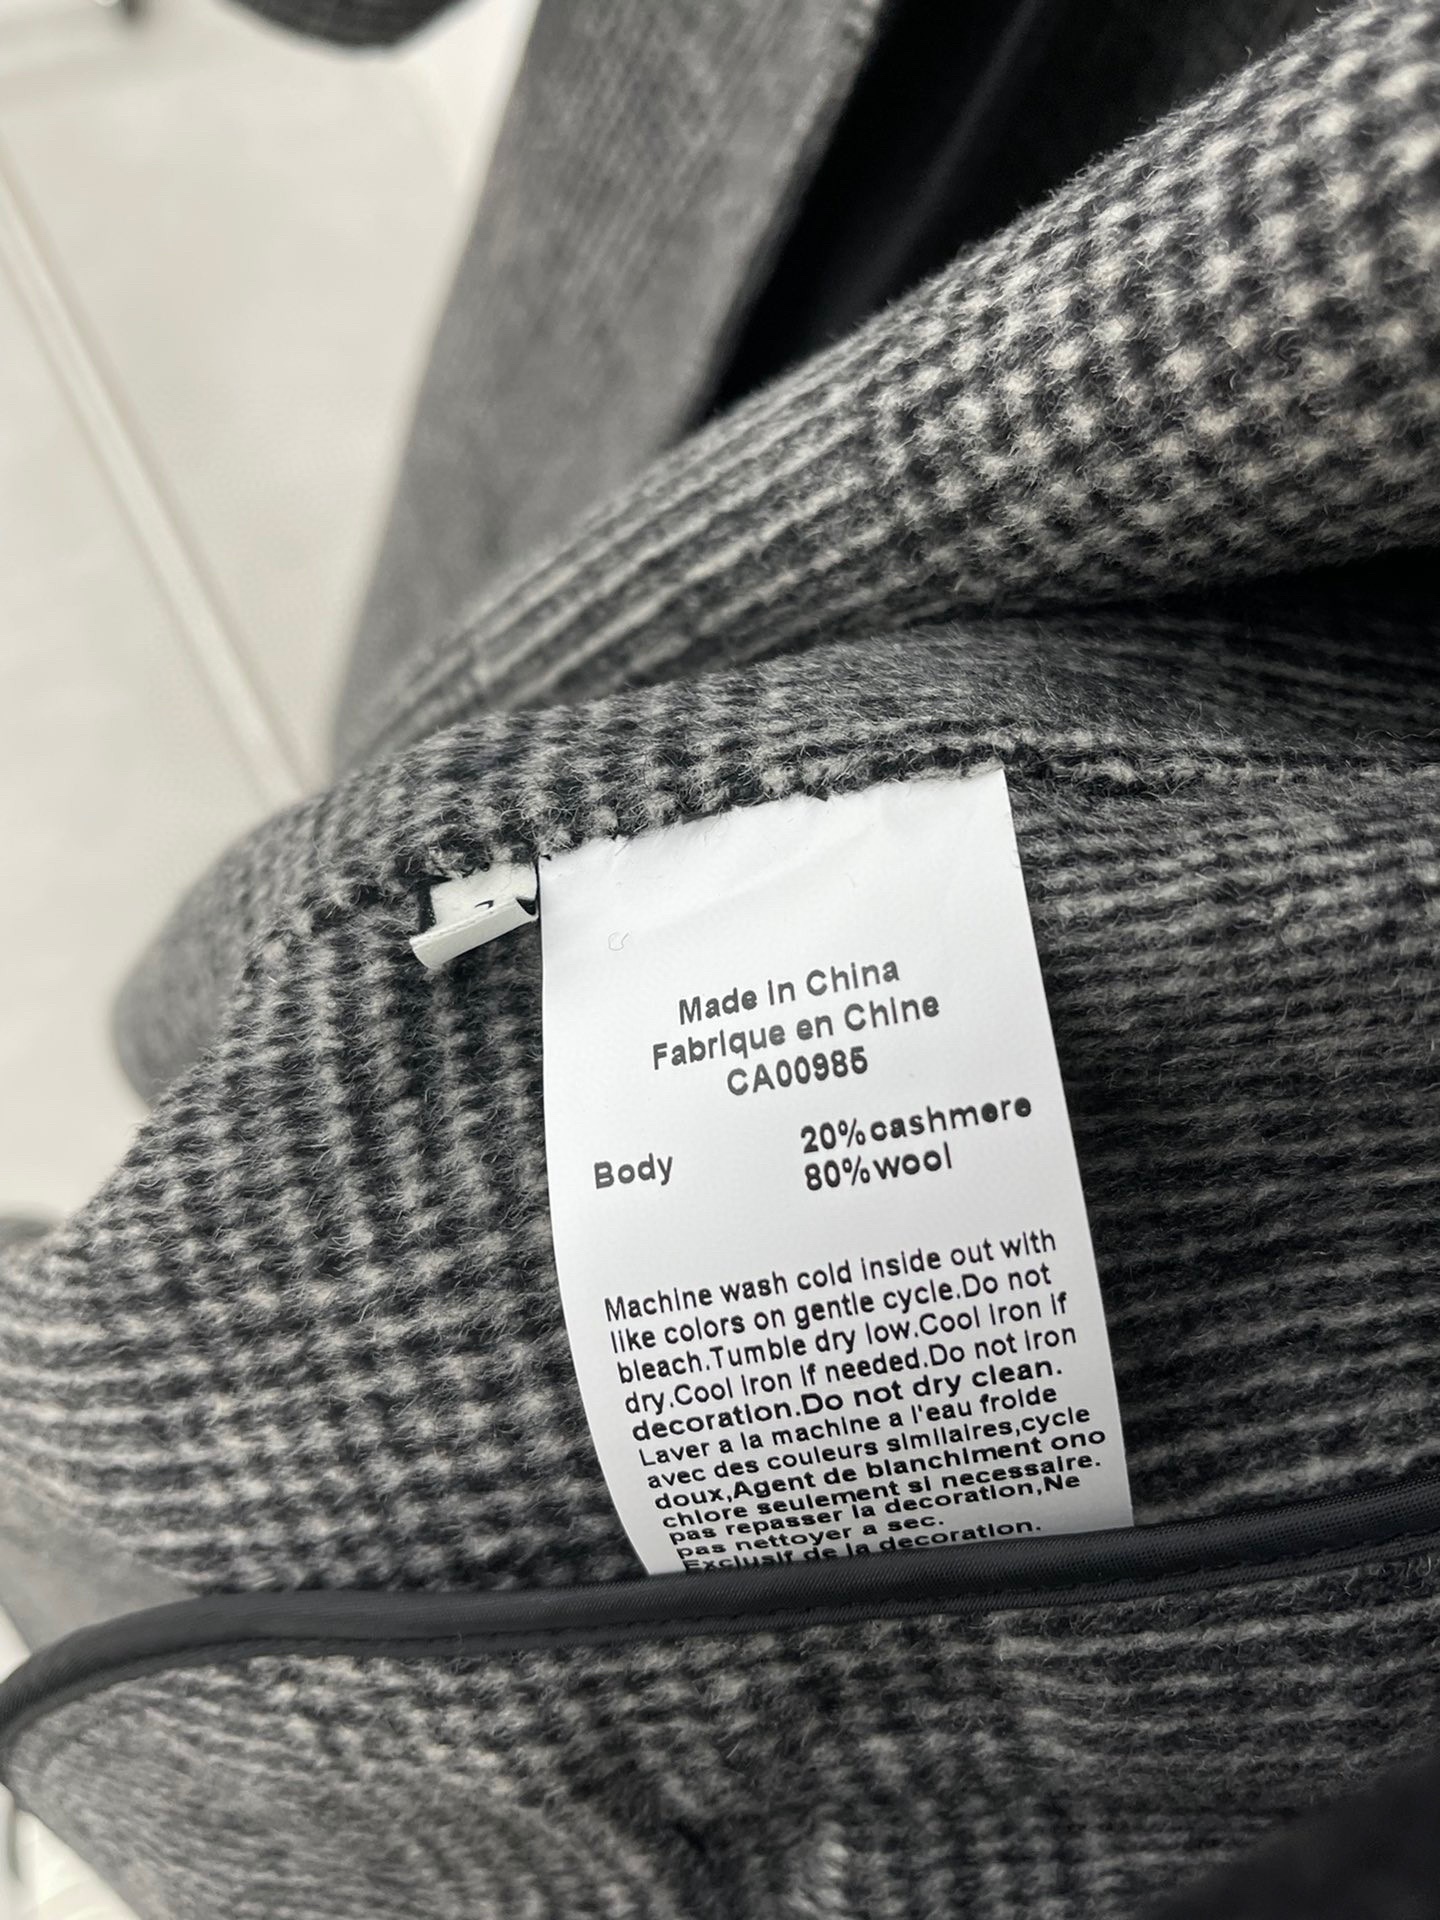 Made in China
Fabrique en Chine
CA00985
20%cashmere
Body
80%wool
Machine wash cold inside out with
like colors on gentle cycle.Do not
bleach.Tumble dry low.Cool iron if
dry.Cool iron if needed.Do not iron
decoration.Do not dry clean.
Laver a la machine a l'eau froide
avec des couleurs similaires,cycle
doux,Agent de blanchiment ono
chlore seulement si necessaire.
pas repasser la decoration,Ne
pas nettoyer a sec.
Exclusif de la decoration.